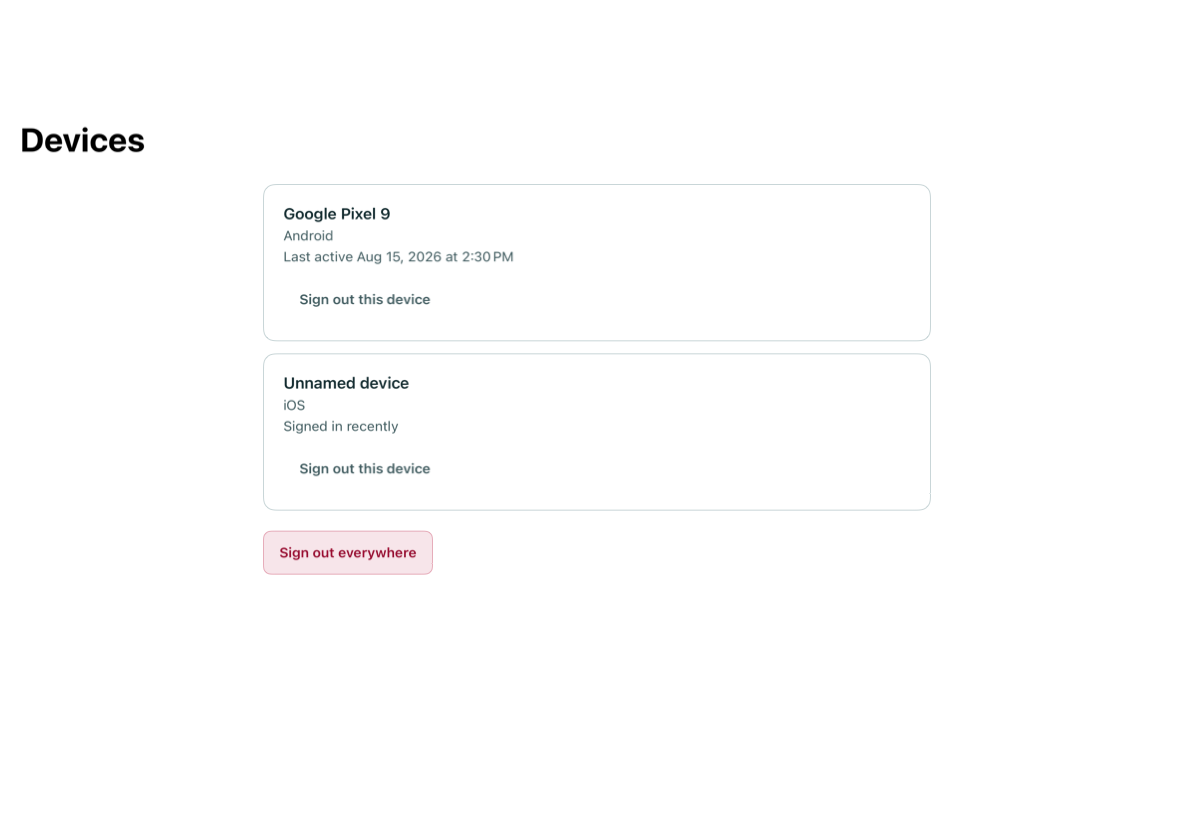 Devices
Google Pixel 9
Android
Last active Aug 15, 2026 at 2:30 PM
Sign out this device
Unnamed device
iOS
Signed in recently
Sign out this device
Sign out everywhere